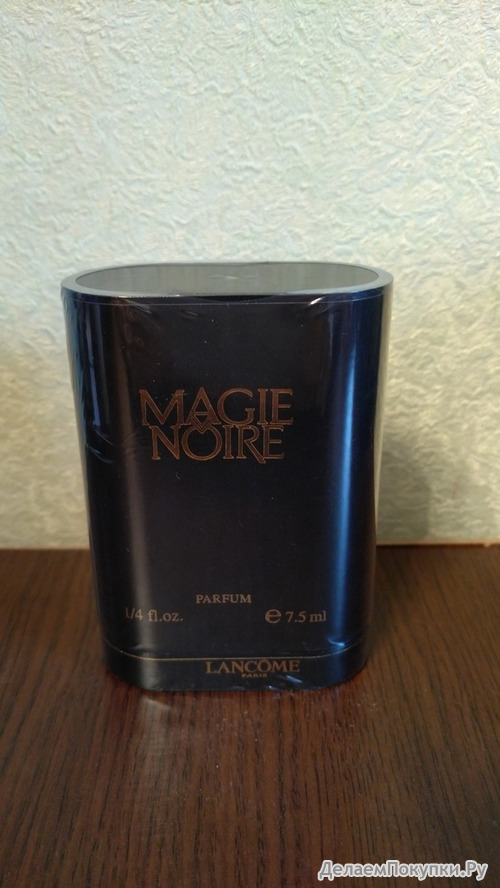 MAGIE
NOIRE
PARFUM
1/4 fl.oz. e 7.5 ml
LANCÔME
PARIS
ДелаемПокупки.Ру